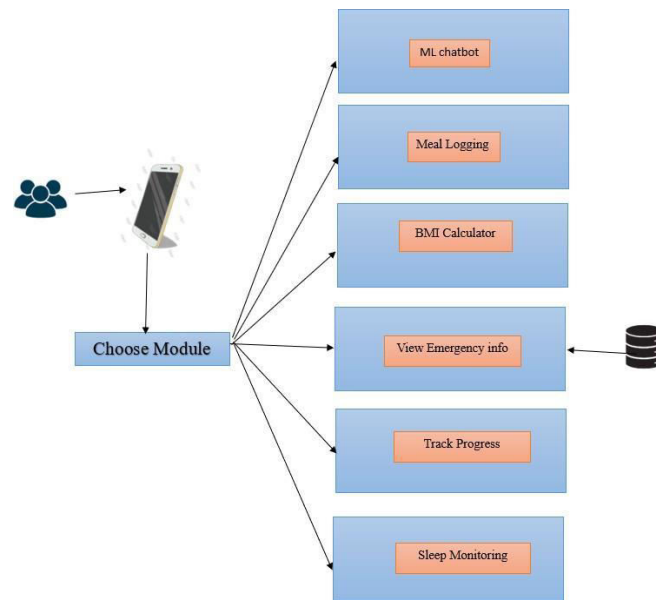 ML chatbot
Meal Logging
BMI Calculator
Choose Module
View Emergency info
Track Progress
Sleep Monitoring